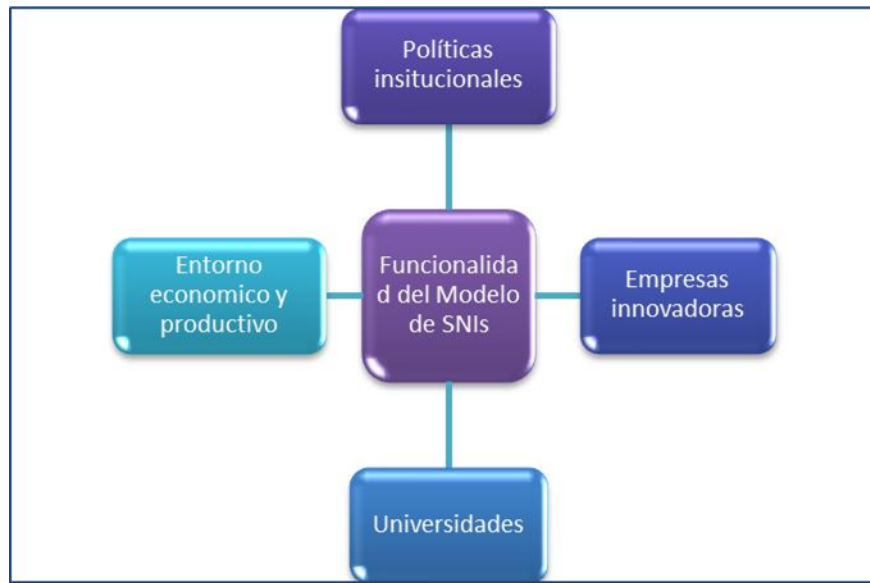 Políticas
insitucionales
Entorno
economico y
productivo
Funcionalida
d del Modelo
de SNIs
Empresas
innovadoras
Universidades